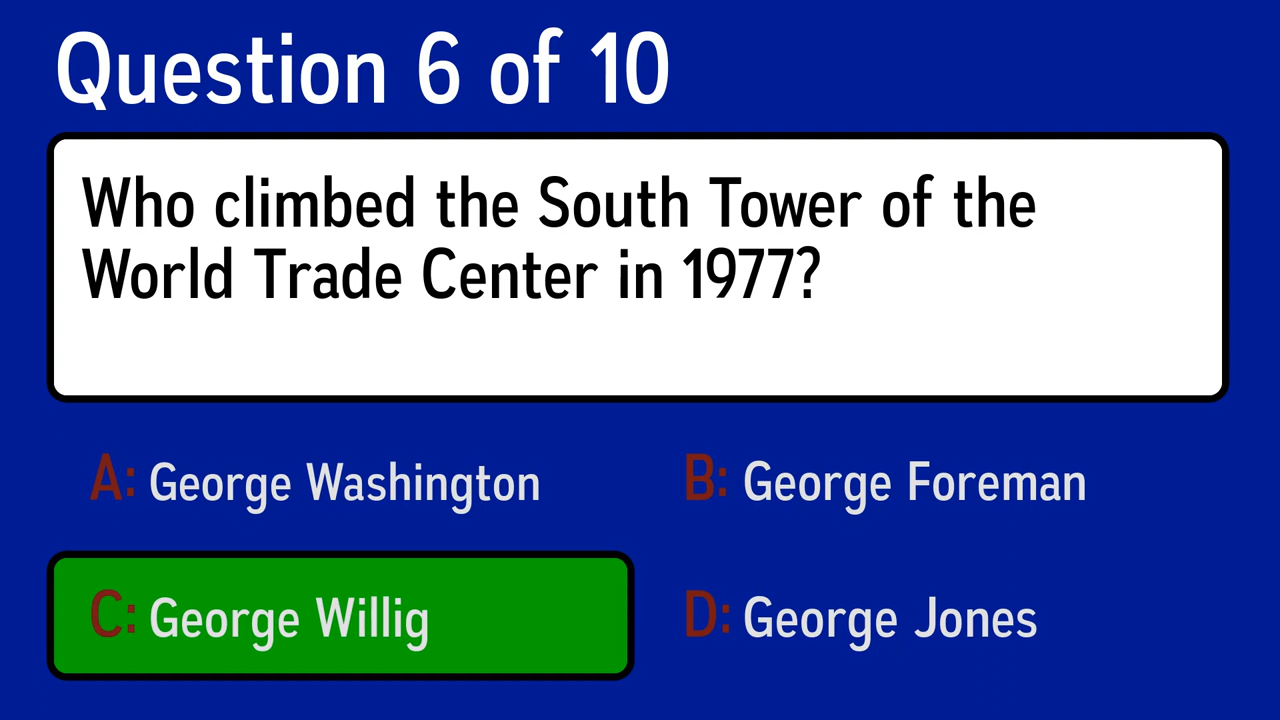 Question 6 of 10
Who climbed the South Tower of the
World Trade Center in 1977?
A: George Washington
B: George Foreman
C: George Willig
D: George Jones